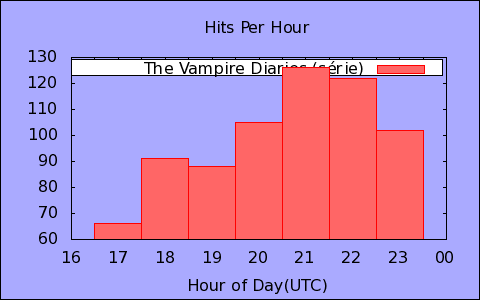 Hits Per Hour
130
The Vampire Diaries (série)
120
110
100
90
80
70
60
16 17 18 19 20 21 22 23 00
Hour of Day(UTC)